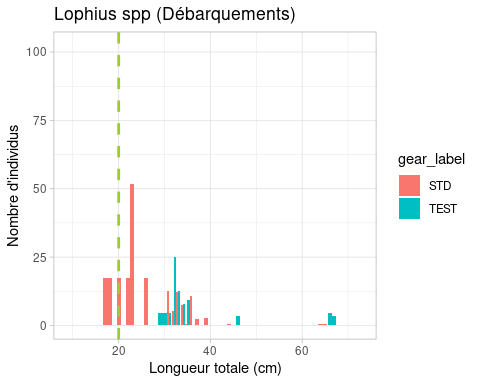 Lophius spp (Débarquements)
100
75
50
25
0
20
40
60
Nombre d'individus
Longueur totale (cm)
gear_label
STD
TEST